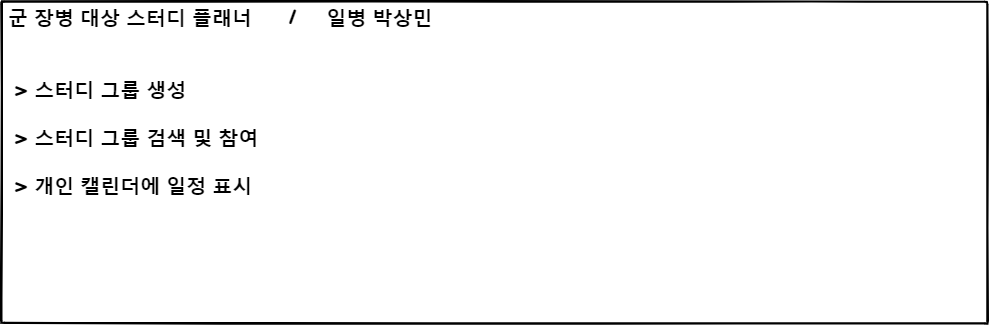 군 장병 대상 스터디 플래너 / 일병 박상민
> 스터디 그룹 생성
> 스터디 그룹 검색 및 참여
> 개인 캘린더에 일정 표시